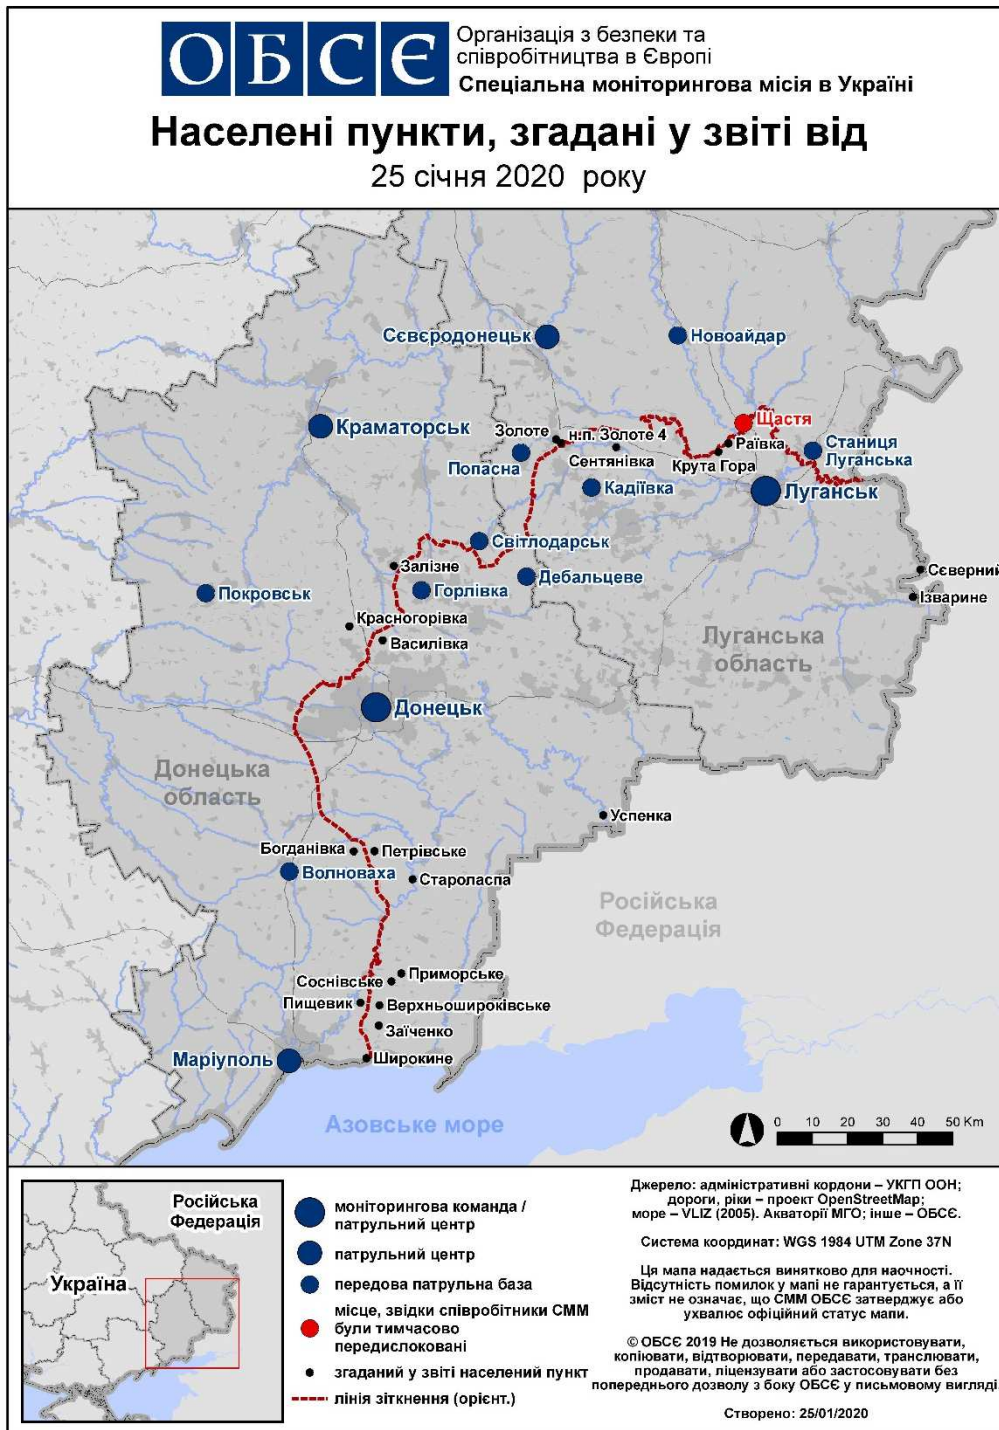 ОБСЄ
Організація з безпеки та
співробітництва в Європі
Спеціальна моніторингова місія в Україні
Населені пункти, згадані у звіті від
25 січня 2020 року
Сєвєродонецьк
Новоайдар
Краматорськ
Щастя
Золоте
н.п. Золоте 4
Раївка
Станиця
Луганська
Попасна
Сентянівка
Крута Гора
Кадіївка
Луганськ
Світлодарськ
Залізне
Дебальцеве
Сєверний
Покровськ
Горлівка
Ізварине
Красногорівка
Василівка
Луганська
область
Донецьк
Донецька
область
Успенка
Богданівка
Петрівське
Волноваха
Староласпа
Російська
Федерація
Приморське
Соснівське
Пищевик
Верхньошироківське
Заїченко
Маріуполь
Широкине
Азовське море
0 10 20 30 40 50 Km
Російська
Федерація
Україна
моніторингова команда /
патрульний центр
патрульний центр
передова патрульна база
місце, звідки співробітники СММ
були тимчасово
передислоковані
згаданий у звіті населений пункт
лінія зіткнення (орієнт.)
Джерело: адміністративні кордони – УКГП ООН;
дороги, ріки – проект OpenStreetMap;
море – VLIZ (2005). Акваторії МГО; інше – ОБСЄ.
Система координат: WGS 1984 UTM Zone 37N
Ця мапа надається винятково для наочності.
Відсутність помилок у мапі не гарантується, а її
зміст не означає, що СММ ОБСЄ затверджує або
ухвалює офіційний статус мапи.
© ОБСЄ 2019 Не дозволяється використовувати,
копіювати, відтворювати, передавати, транслювати,
продавати, ліцензувати або застосовувати без
попереднього дозволу з боку ОБСЄ у письмовому вигляді.
Створено: 25/01/2020